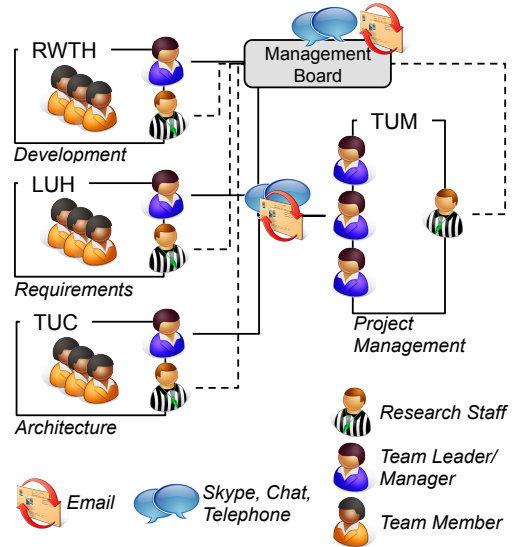 RWTH
Management
Board
TUM
Development
LUH
Requirements
TUC
Project
Management
Architecture
Research Staff
Team Leader/
Manager
Email
Skype, Chat,
Telephone
Team Member